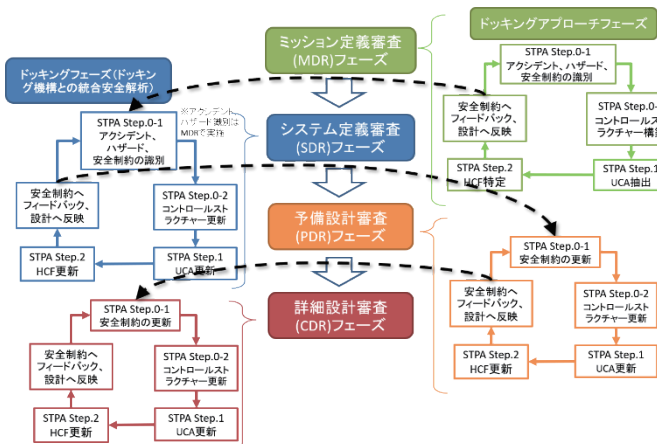 ミッション定義審査
(MDR)フェーズ
ドッキングアプローチフェーズ
STPA Step.0-1
アクシデント、
ハザード、
安全制約の識別
安全制約へ
フィードバック、
設計へ反映
コントロールスト
ラクチャー構築
STPA Step.2
HCF特定
STPA Step.1
UCA抽出
ドッキングフェーズ(ドッキン
グ機構との統合安全解析)
※アクシデント、
ハザード識別は
MDRで実施
STPA Step.0-1
アクシデント、
ハザード、
安全制約の識別
システム定義審査
(SDR)フェーズ
安全制約へ
フィードバック、
設計へ反映
STPA Step.0-2
コントロールスト
ラクチャー更新
STPA Step.2
HCF更新
STPA Step.1
UCA更新
予備設計審査
(PDR)フェーズ
STPA Step.0-1
安全制約の更新
安全制約へ
フィードバック、
設計へ反映
STPA Step.0-2
コントロールスト
ラクチャー更新
STPA Step.2
HCF更新
STPA Step.1
UCA更新
詳細設計審査
(CDR)フェーズ
STPA Step.0-1
安全制約の更新
安全制約へ
フィードバック、
設計へ反映
STPA Step.0-2
コントロールスト
ラクチャー更新
STPA Step.2
HCF更新
STPA Step.1
UCA更新